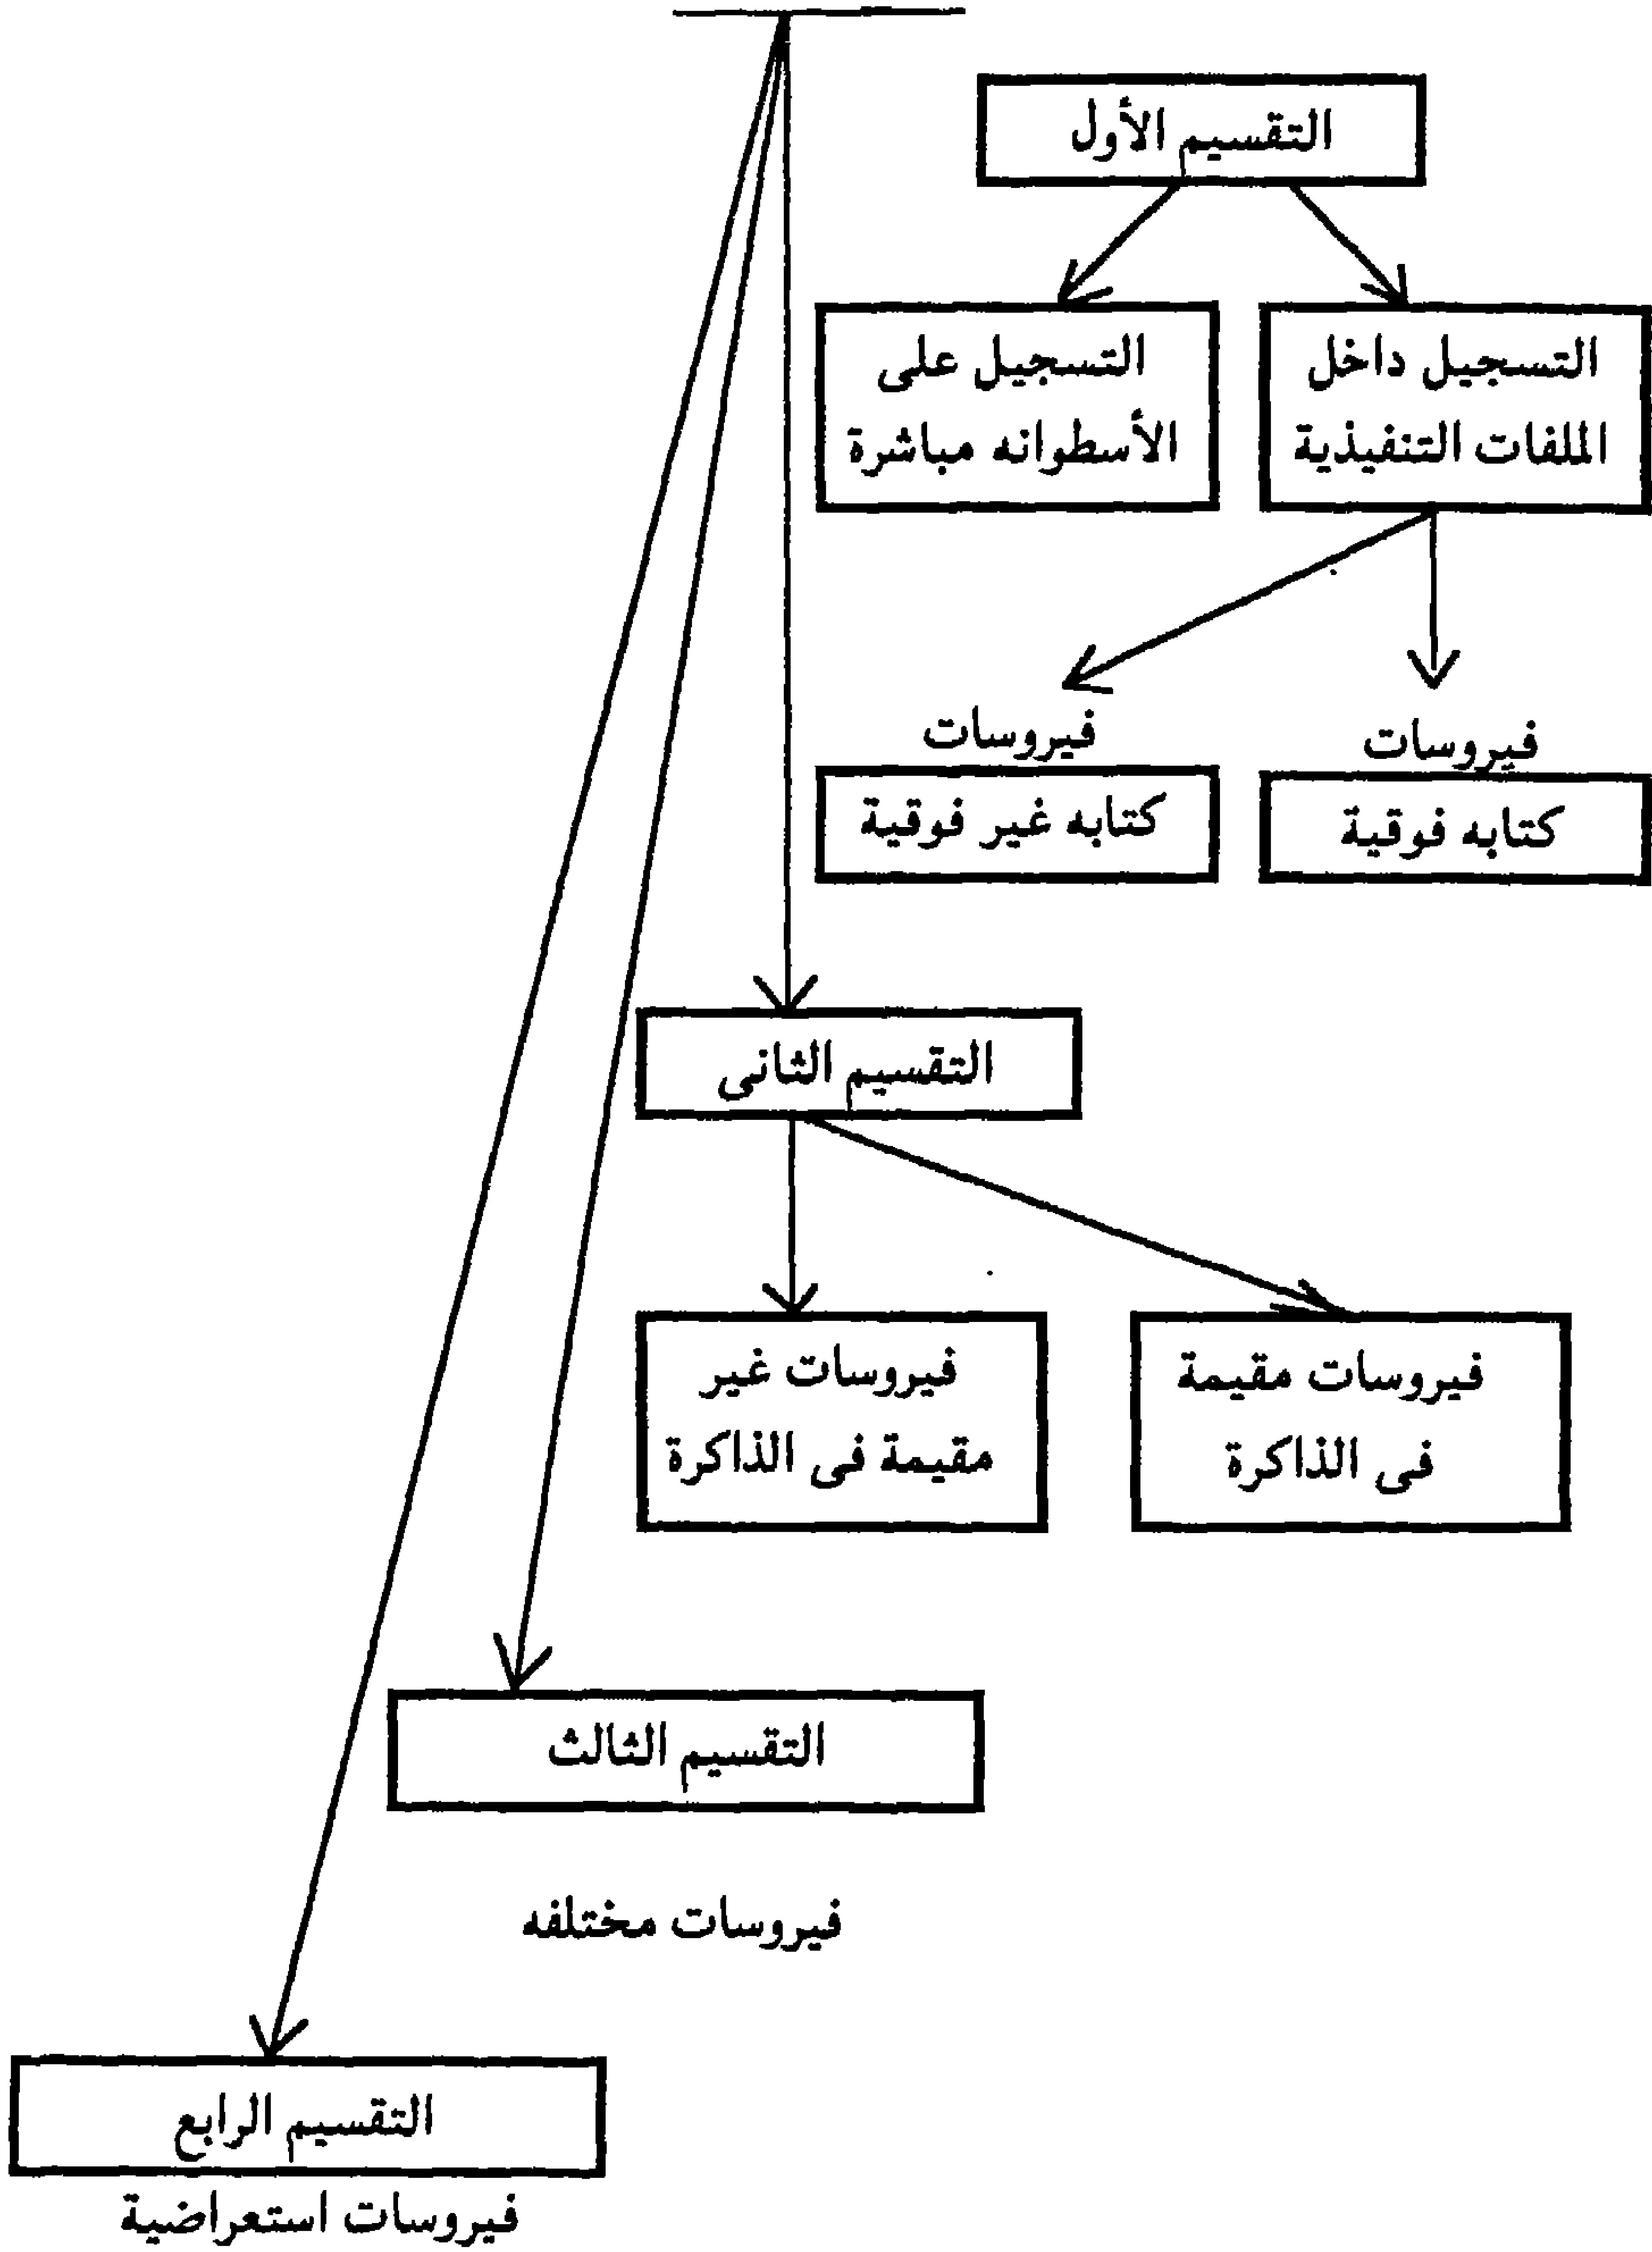 التقسيم الأول
التسجيل داخل
الملفات التنفيذية
التسجيل على
الأسطوانه مباشرة
فيروسات
كتابه فوقية
فيروسات
كتابه غير فوقية
التقسيم الثانى
فيروسات مقيمة
فى الذاكرة
فيروسات غير
مقيمة فى الذاكرة
التقسيم الثالث
فيروسات مختلفه
التقسيم الرابع
فيروسات استعراضية